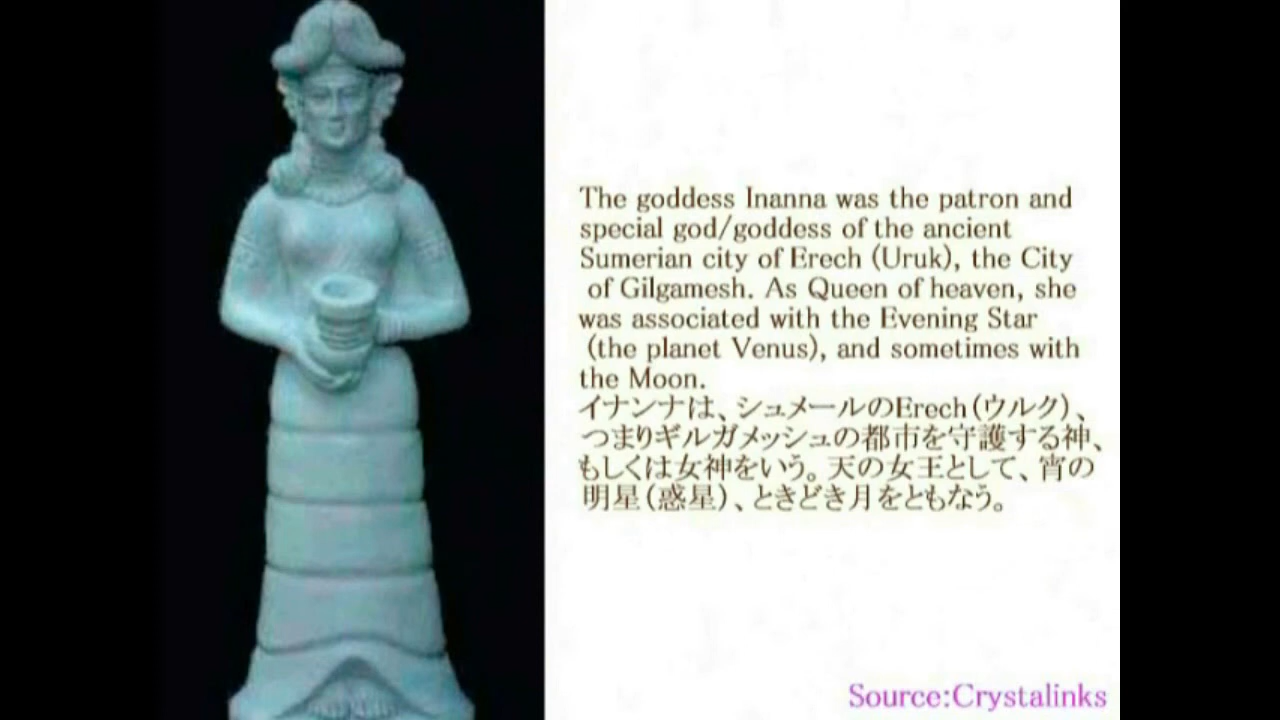 The goddess Inanna was the patron and
special god/goddess of the ancient
Sumerian city of Erech (Uruk), the City
of Gilgamesh. As Queen of heaven, she
was associated with the Evening Star
(the planet Venus), and sometimes with
the Moon.
イナンナは、シュメールのErech(ウルク)、
つまりギルガメッシュの都市を守護する神、
もしくは女神をいう。天の女王として、宵の
明星(惑星)、ときどき月をともなう。
Source:Crystalinks